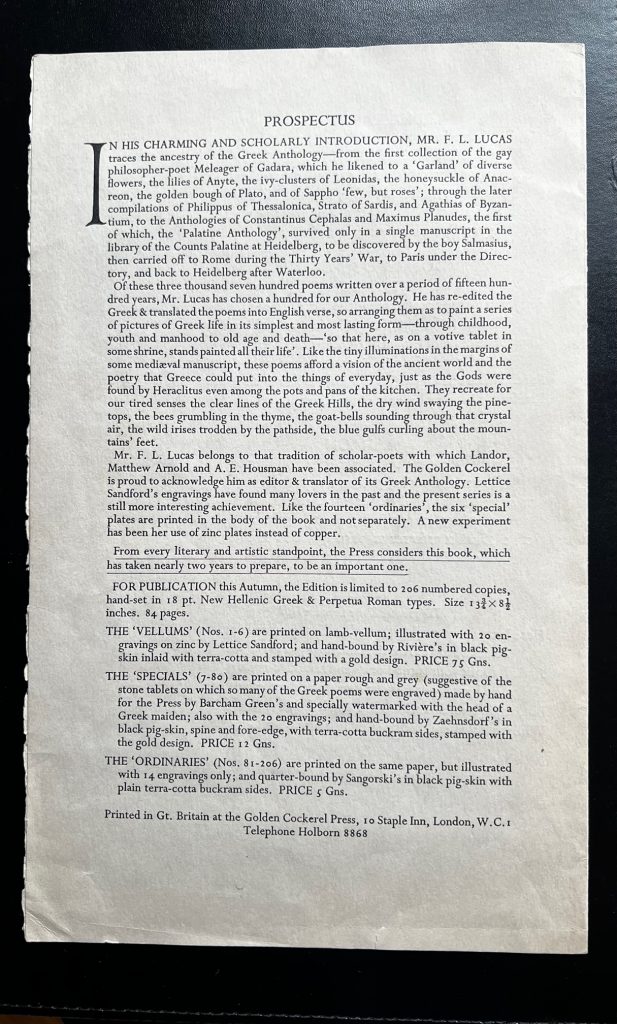 PROSPECTUS
IN HIS CHARMING AND SCHOLARLY INTRODUCTION, MR. F. L. LUCAS
traces the ancestry of the Greek Anthology—from the first collection of the gay
philosopher-poet Meleager of Gadara, which he likened to a 'Garland' of diverse
flowers, the lilies of Anyte, the ivy-clusters of Leonidas, the honeysuckle of Anac-
reon, the golden bough of Plato, and of Sappho 'few, but roses'; through the later
compilations of Philippus of Thessalonica, Strato of Sardis, and Agathias of Byzan-
tium, to the Anthologies of Constantinus Cephalas and Maximus Planudes, the first
of which, the 'Palatine Anthology', survived only in a single manuscript in the
library of the Counts Palatine at Heidelberg, to be discovered by the boy Salmasius,
then carried off to Rome during the Thirty Years' War, to Paris under the Direc-
tory, and back to Heidelberg after Waterloo.
Of these three thousand seven hundred poems written over a period of fifteen hun-
dred years, Mr. Lucas has chosen a hundred for our Anthology. He has re-edited the
Greek & translated the poems into English verse, so arranging them as to paint a series
of pictures of Greek life in its simplest and most lasting form—through childhood,
youth and manhood to old age and death—'so that here, as on a votive tablet in
some shrine, stands painted all their life'. Like the tiny illuminations in the margins of
some mediæval manuscript, these poems afford a vision of the ancient world and the
poetry that Greece could put into the things of everyday, just as the Gods were
found by Heraclitus even among the pots and pans of the kitchen. They recreate for
our tired senses the clear lines of the Greek Hills, the dry wind swaying the pine-
tops, the bees grumbling in the thyme, the goat-bells sounding through that crystal
air, the wild irises trodden by the pathside, the blue gulfs curling about the moun-
tains' feet.
Mr. F. L. Lucas belongs to that tradition of scholar-poets with which Landor,
Matthew Arnold and A. E. Housman have been associated. The Golden Cockerel
is proud to acknowledge him as editor & translator of its Greek Anthology. Lettice
Sandford's engravings have found many lovers in the past and the present series is a
still more interesting achievement. Like the fourteen 'ordinaries', the six 'special'
plates are printed in the body of the book and not separately. A new experiment
has been her use of zinc plates instead of copper.
From every literary and artistic standpoint, the Press considers this book, which
has taken nearly two years to prepare, to be an important one.
FOR PUBLICATION this Autumn, the Edition is limited to 206 numbered copies,
hand-set in 18 pt. New Hellenic Greek & Perpetua Roman types. Size 13¾ × 8½
inches. 84 pages.
THE 'VELLUMS' (Nos. 1-6) are printed on lamb-vellum; illustrated with 20 en-
gravings on zinc by Lettice Sandford; and hand-bound by Rivière's in black pig-
skin inlaid with terra-cotta and stamped with a gold design. PRICE 75 Gns.
THE 'SPECIALS' (7-80) are printed on a paper rough and grey (suggestive of the
stone tablets on which so many of the Greek poems were engraved) made by hand
for the Press by Barcham Green's and specially watermarked with the head of a
Greek maiden; also with the 20 engravings; and hand-bound by Zaehnsdorf's in
black pig-skin, spine and fore-edge, with terra-cotta buckram sides, stamped with
the gold design. PRICE 12 Gns.
THE 'ORDINARIES' (Nos. 81-206) are printed on the same paper, but illustrated
with 14 engravings only; and quarter-bound by Sangorski's in black pig-skin with
plain terra-cotta buckram sides. PRICE 5 Gns.
Printed in Gt. Britain at the Golden Cockerel Press, 10 Staple Inn, London, W.C.1
Telephone Holborn 8868